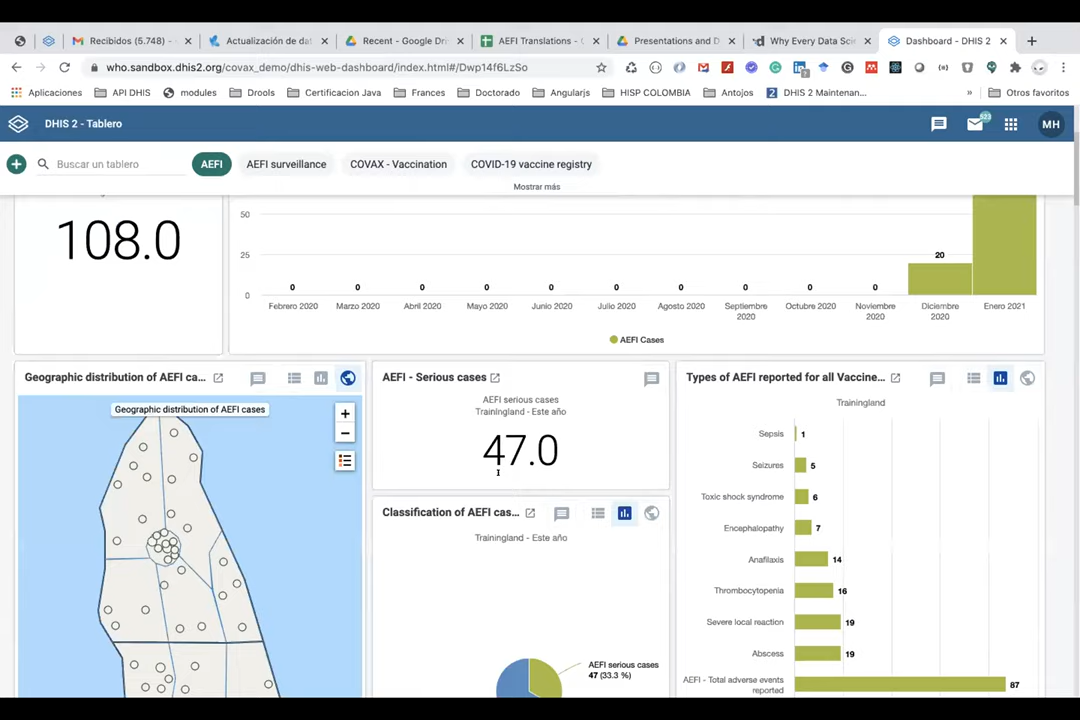 Recibidos (5.748)
Actualización de dat
Recent - Google Dri
AEFI Translations - G
Presentations and D
Why Every Data Sci
Dashboard - DHIS 2
who.sandbox.dhis2.org/covax_demo/dhis-web-dashboard/index.html#/Dwp14f6LzSo
Aplicaciones
API DHIS
modules
Drools
Certificacion Java
Frances
Doctorado
Angularjs
HISP COLOMBIA
Antojos
DHIS 2 Maintenan...
»
Otros favoritos
DHIS 2 - Tablero
MH
Buscar un tablero
AEFI
AEFI surveillance
COVAX - Vaccination
COVID-19 vaccine registry
Mostrar más
108.0
50
25
0
0
0
0
0
0
0
0
0
0
0
20
Febrero 2020
Marzo 2020
Abril 2020
Mayo 2020
Junio 2020
Julio 2020
Agosto 2020
Septiembre
2020
Octubre 2020
Noviembre
2020
Diciembre
2020
Enero 2021
AEFI Cases
Geographic distribution of AEFI ca...
Geographic distribution of AEFI cases
+
−
AEFI - Serious cases
AEFI serious cases
Trainingland - Este año
47.0
Classification of AEFI cas...
Trainingland - Este año
AEFI serious cases
47 (33.3 %)
Types of AEFI reported for all Vaccine...
Trainingland
Sepsis 1
Seizures 5
Toxic shock syndrome 6
Encephalopathy 7
Anafilaxis 14
Thrombocytopenia 16
Severe local reaction 19
Abscess 19
AEFI - Total adverse events
reported 87